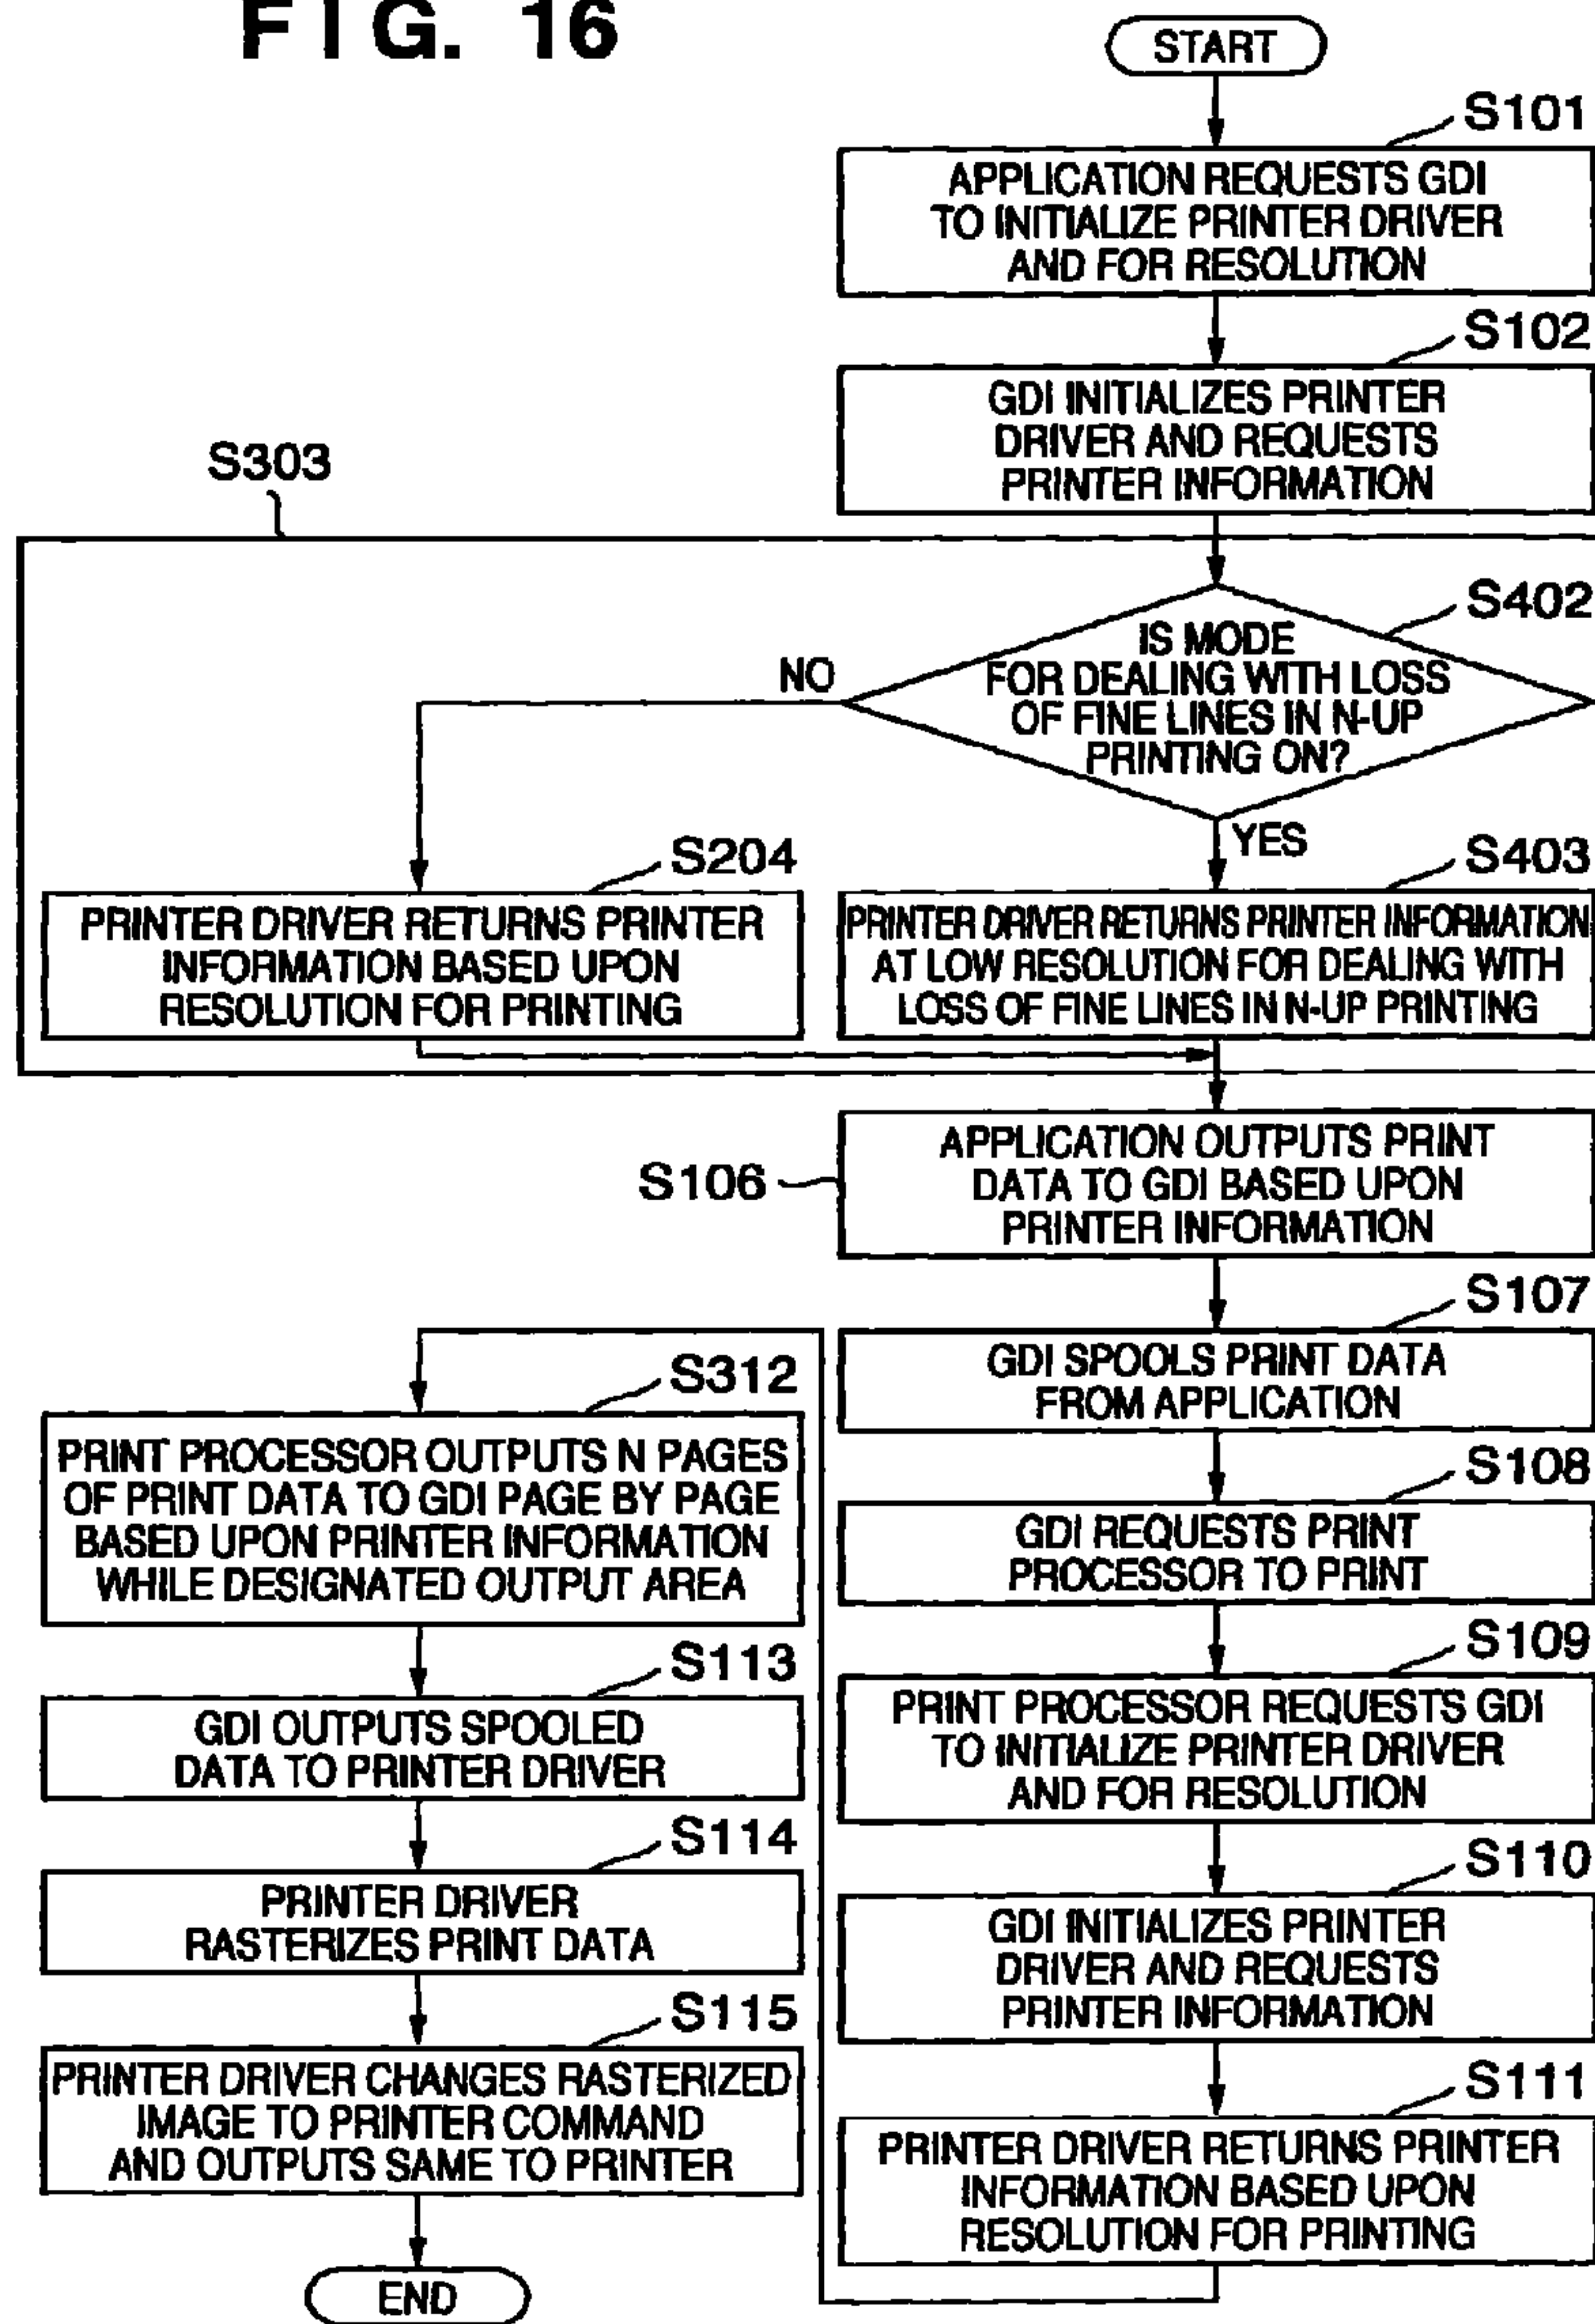 FIG. 16
START
S101
APPLICATION REQUESTS GDI
TO INITIALIZE PRINTER DRIVER
AND FOR RESOLUTION
S102
GDI INITIALIZES PRINTER
DRIVER AND REQUESTS
PRINTER INFORMATION
S303
S402
IS MODE
FOR DEALING WITH LOSS
OF FINE LINES IN N-UP
PRINTING ON?
NO
YES
S204
PRINTER DRIVER RETURNS PRINTER
INFORMATION BASED UPON
RESOLUTION FOR PRINTING
S403
PRINTER DRIVER RETURNS PRINTER INFORMATION
AT LOW RESOLUTION FOR DEALING WITH
LOSS OF FINE LINES IN N-UP PRINTING
S106
APPLICATION OUTPUTS PRINT
DATA TO GDI BASED UPON
PRINTER INFORMATION
S107
GDI SPOOLS PRINT DATA
FROM APPLICATION
S108
GDI REQUESTS PRINT
PROCESSOR TO PRINT
S109
PRINT PROCESSOR REQUESTS GDI
TO INITIALIZE PRINTER DRIVER
AND FOR RESOLUTION
S110
GDI INITIALIZES PRINTER
DRIVER AND REQUESTS
PRINTER INFORMATION
S111
PRINTER DRIVER RETURNS PRINTER
INFORMATION BASED UPON
RESOLUTION FOR PRINTING
S312
PRINT PROCESSOR OUTPUTS N PAGES
OF PRINT DATA TO GDI PAGE BY PAGE
BASED UPON PRINTER INFORMATION
WHILE DESIGNATED OUTPUT AREA
S113
GDI OUTPUTS SPOOLED
DATA TO PRINTER DRIVER
S114
PRINTER DRIVER
RASTERIZES PRINT DATA
S115
PRINTER DRIVER CHANGES RASTERIZED
IMAGE TO PRINTER COMMAND
AND OUTPUTS SAME TO PRINTER
END